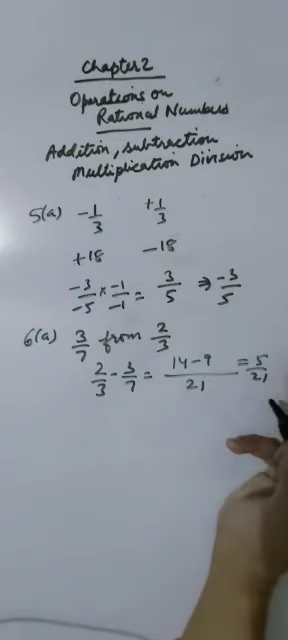 Chapter 2
Operations on
Rational Numbers
Addition, subtraction
Multiplication Division
5(a) -1/3 +1/3
+18 -18
-3/-5 × -1/-1 = 3/5 ⇒ -3/5
6(a) 3/7 from 2/3
2/3 - 3/7 = 14-9/21 = 5/21